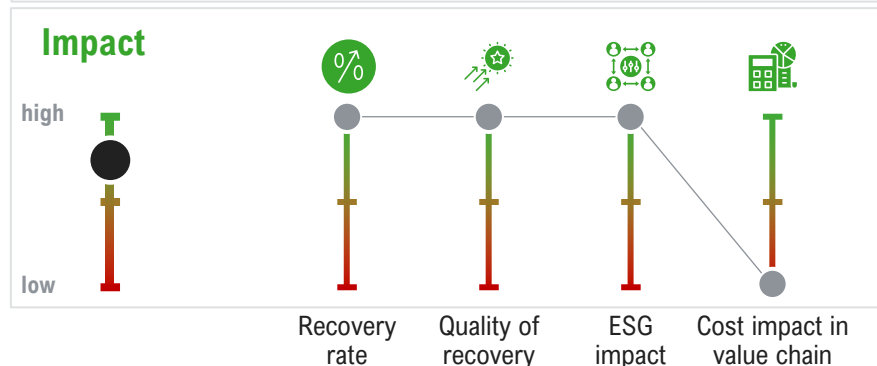 Impact
high
low
Recovery rate
Quality of recovery
ESG impact
Cost impact in value chain